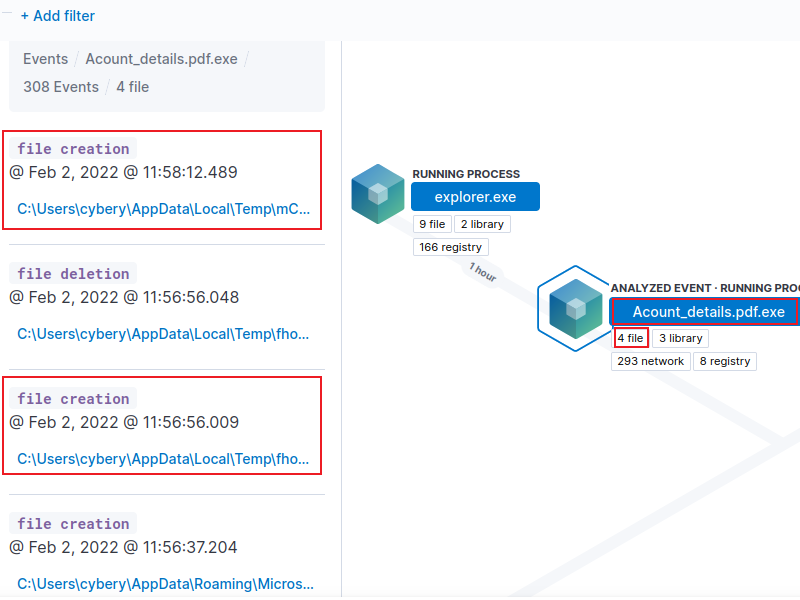 + Add filter
Events / Acount_details.pdf.exe /
308 Events / 4 file
file creation
@ Feb 2, 2022 @ 11:58:12.489
C:\Users\cybery\AppData\Local\Temp\mC...
file deletion
@ Feb 2, 2022 @ 11:56:56.048
C:\Users\cybery\AppData\Local\Temp\fho...
file creation
@ Feb 2, 2022 @ 11:56:56.009
C:\Users\cybery\AppData\Local\Temp\fho...
file creation
@ Feb 2, 2022 @ 11:56:37.204
C:\Users\cybery\AppData\Roaming\Micros...
RUNNING PROCESS
explorer.exe
9 file 2 library
166 registry
1 hour
ANALYZED EVENT · RUNNING PROC
Acount_details.pdf.exe
4 file 3 library
293 network 8 registry